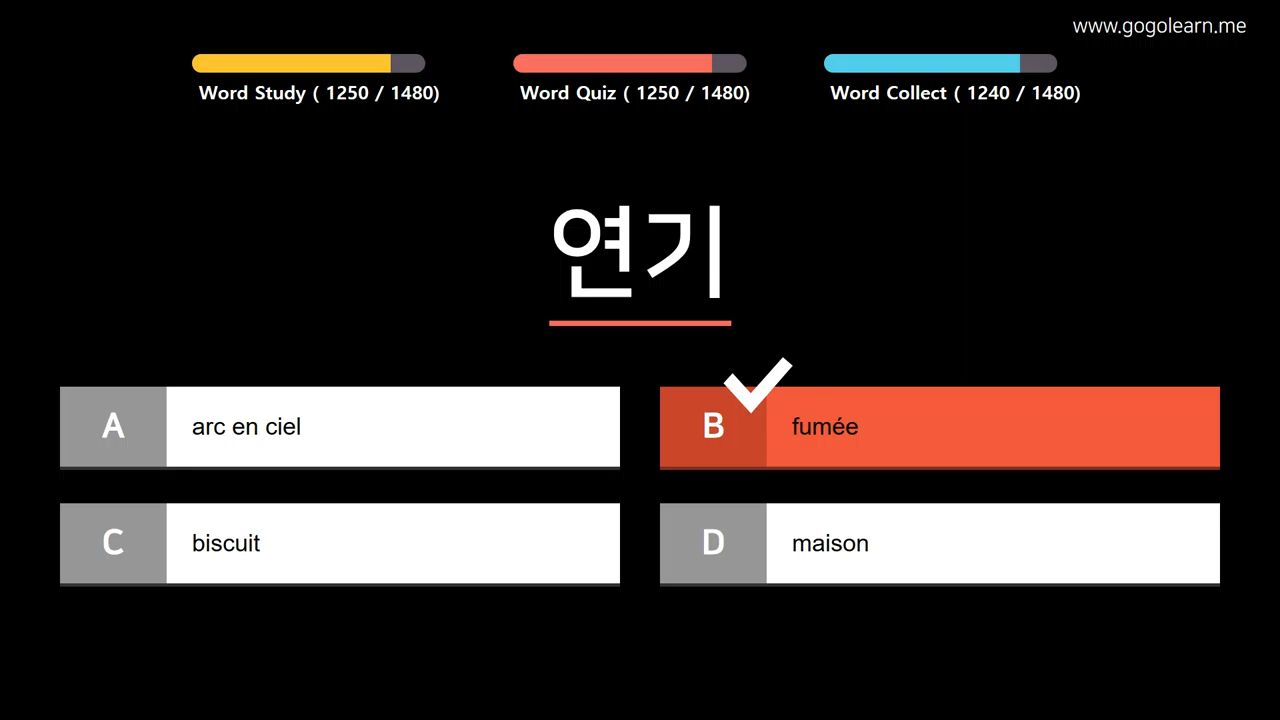 www.gogolearn.me
Word Study ( 1250 / 1480)
Word Quiz ( 1250 / 1480)
Word Collect ( 1240 / 1480)
연기
A arc en ciel
B fumée
C biscuit
D maison